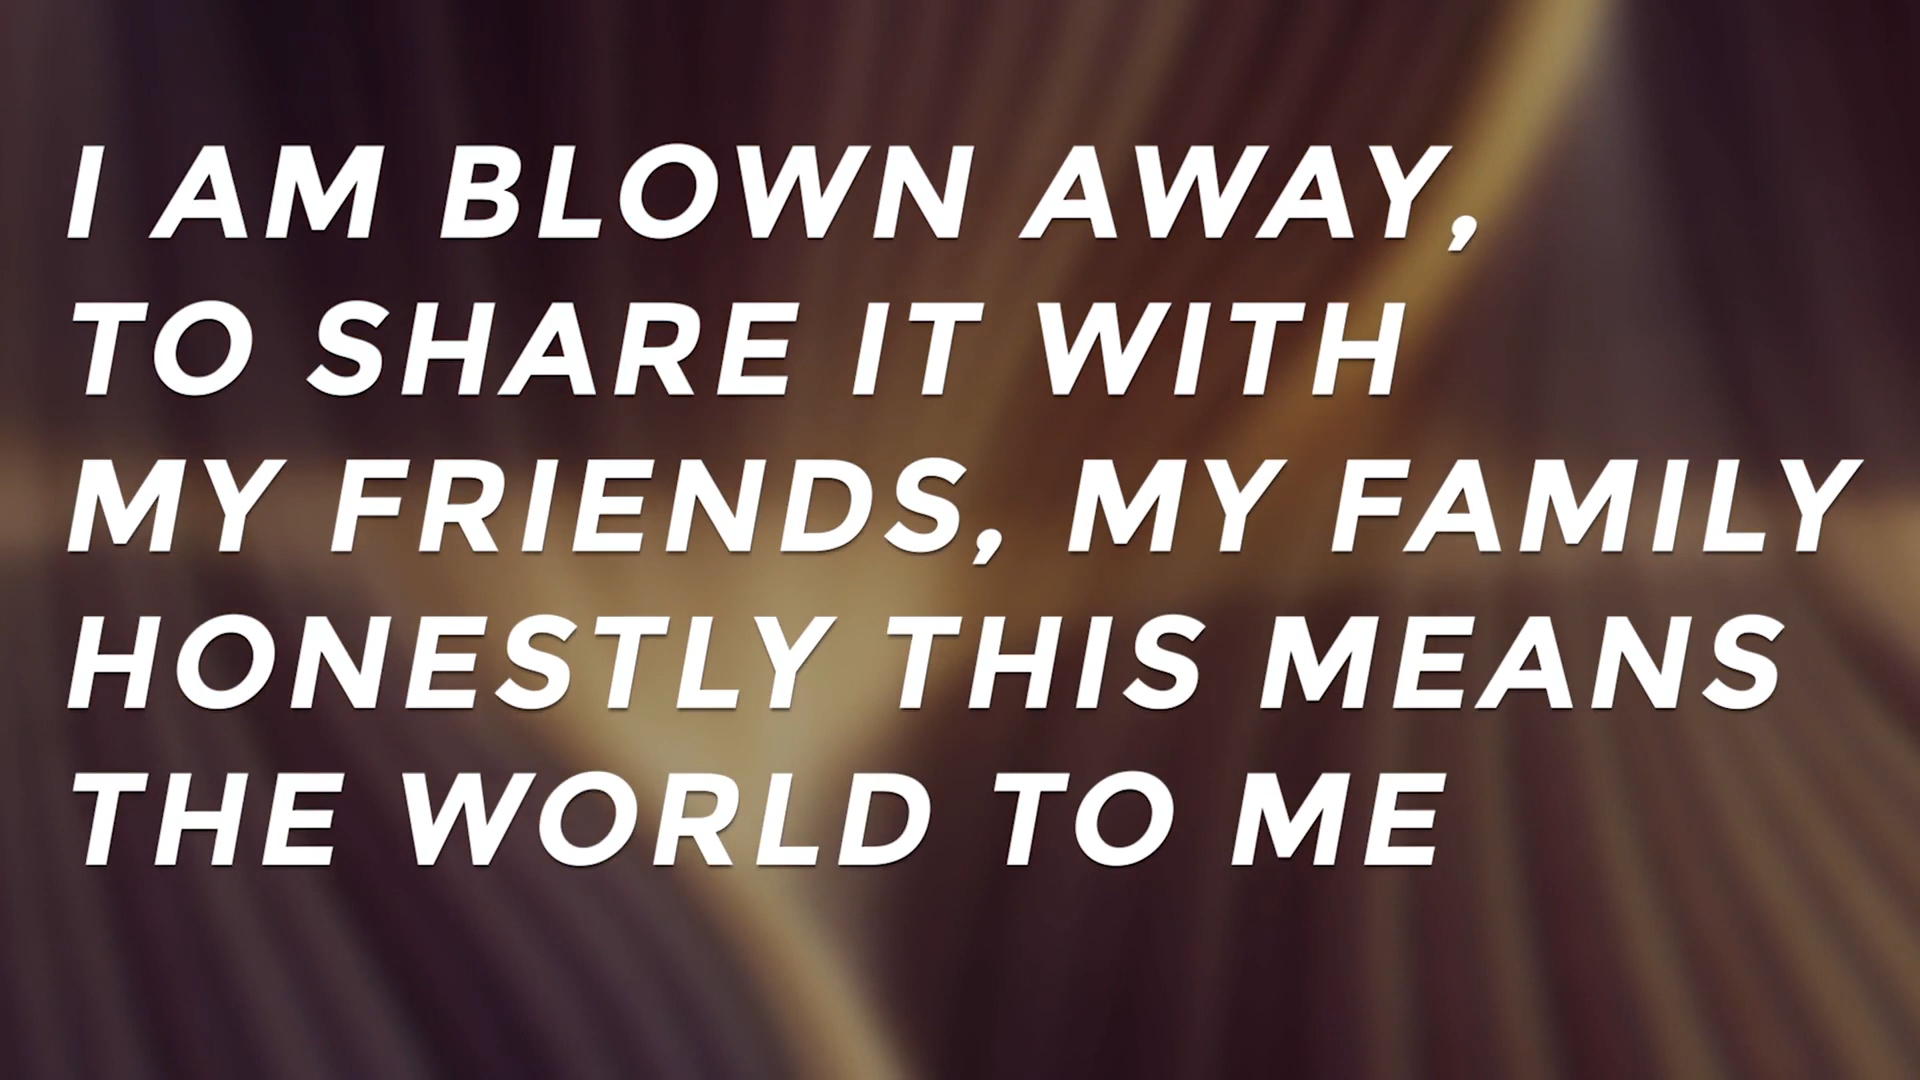 I AM BLOWN AWAY,
TO SHARE IT WITH
MY FRIENDS, MY FAMILY
HONESTLY THIS MEANS
THE WORLD TO ME